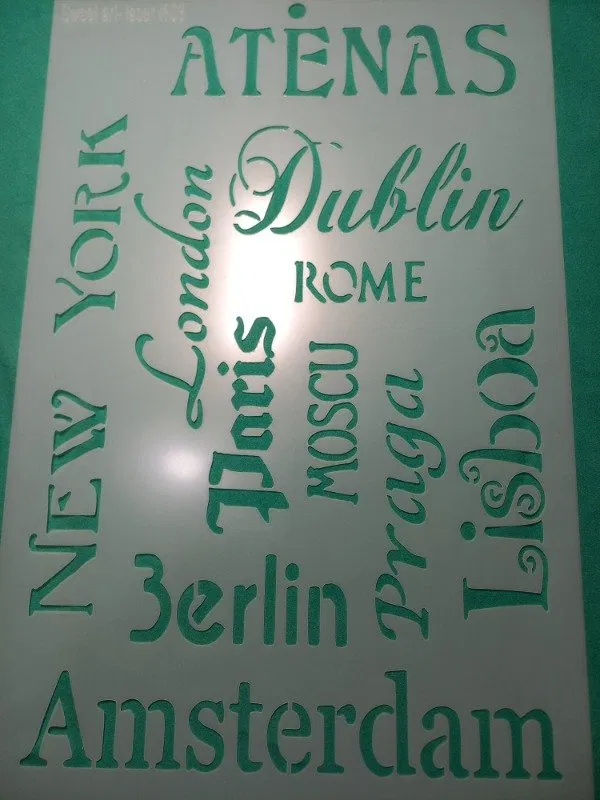 ATENAS
Dublin
NEW YORK
London
ROME
Paris
MOSCU
Praga
Lisboa
Berlin
Amsterdam